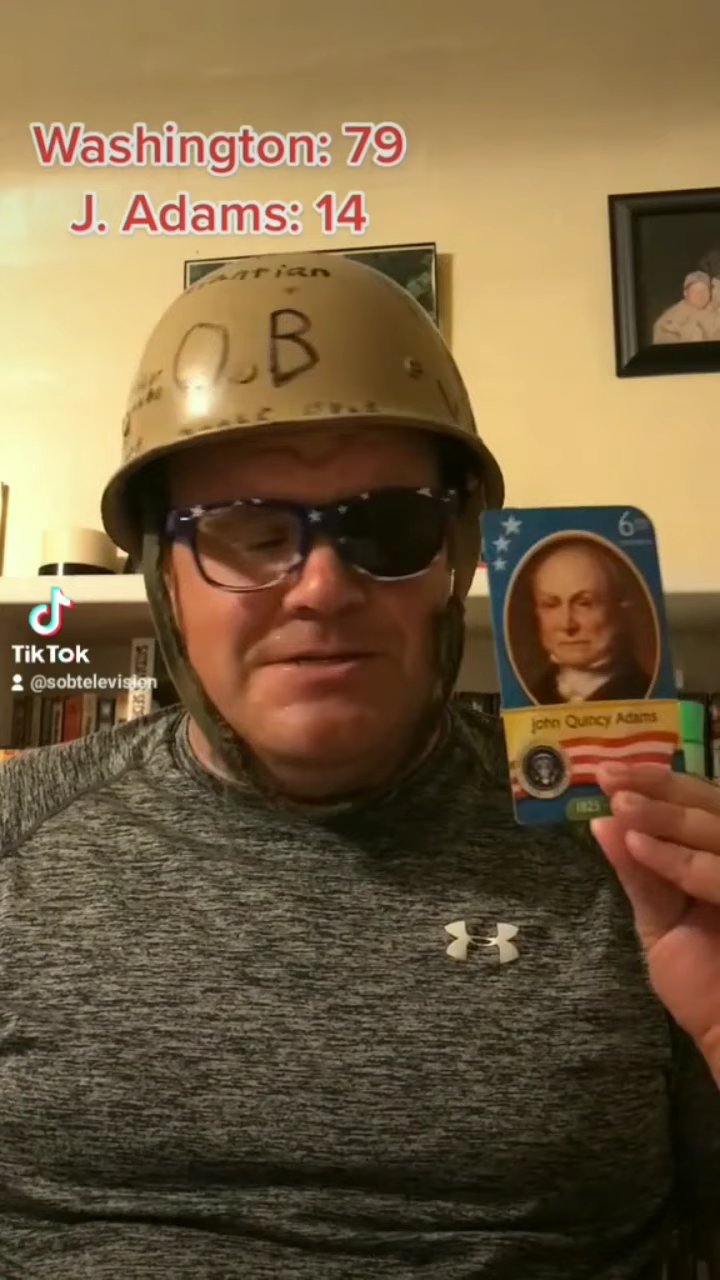 Washington: 79
J. Adams: 14
Q.B
6th
John Quincy Adams
1825
TikTok
@sobtelevision